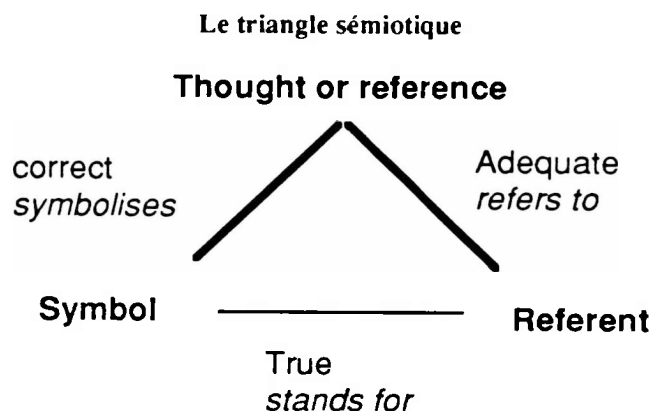 Le triangle sémiotique
Thought or reference
correct
symbolises
Adequate
refers to
Symbol
Referent
True
stands for